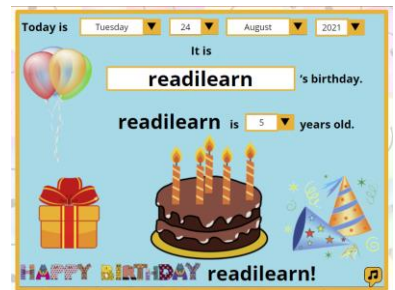 Today is Tuesday 24 August 2021
It is
readilearn 's birthday.
readilearn is 5 years old.
HAPPY BIRTHDAY readilearn!